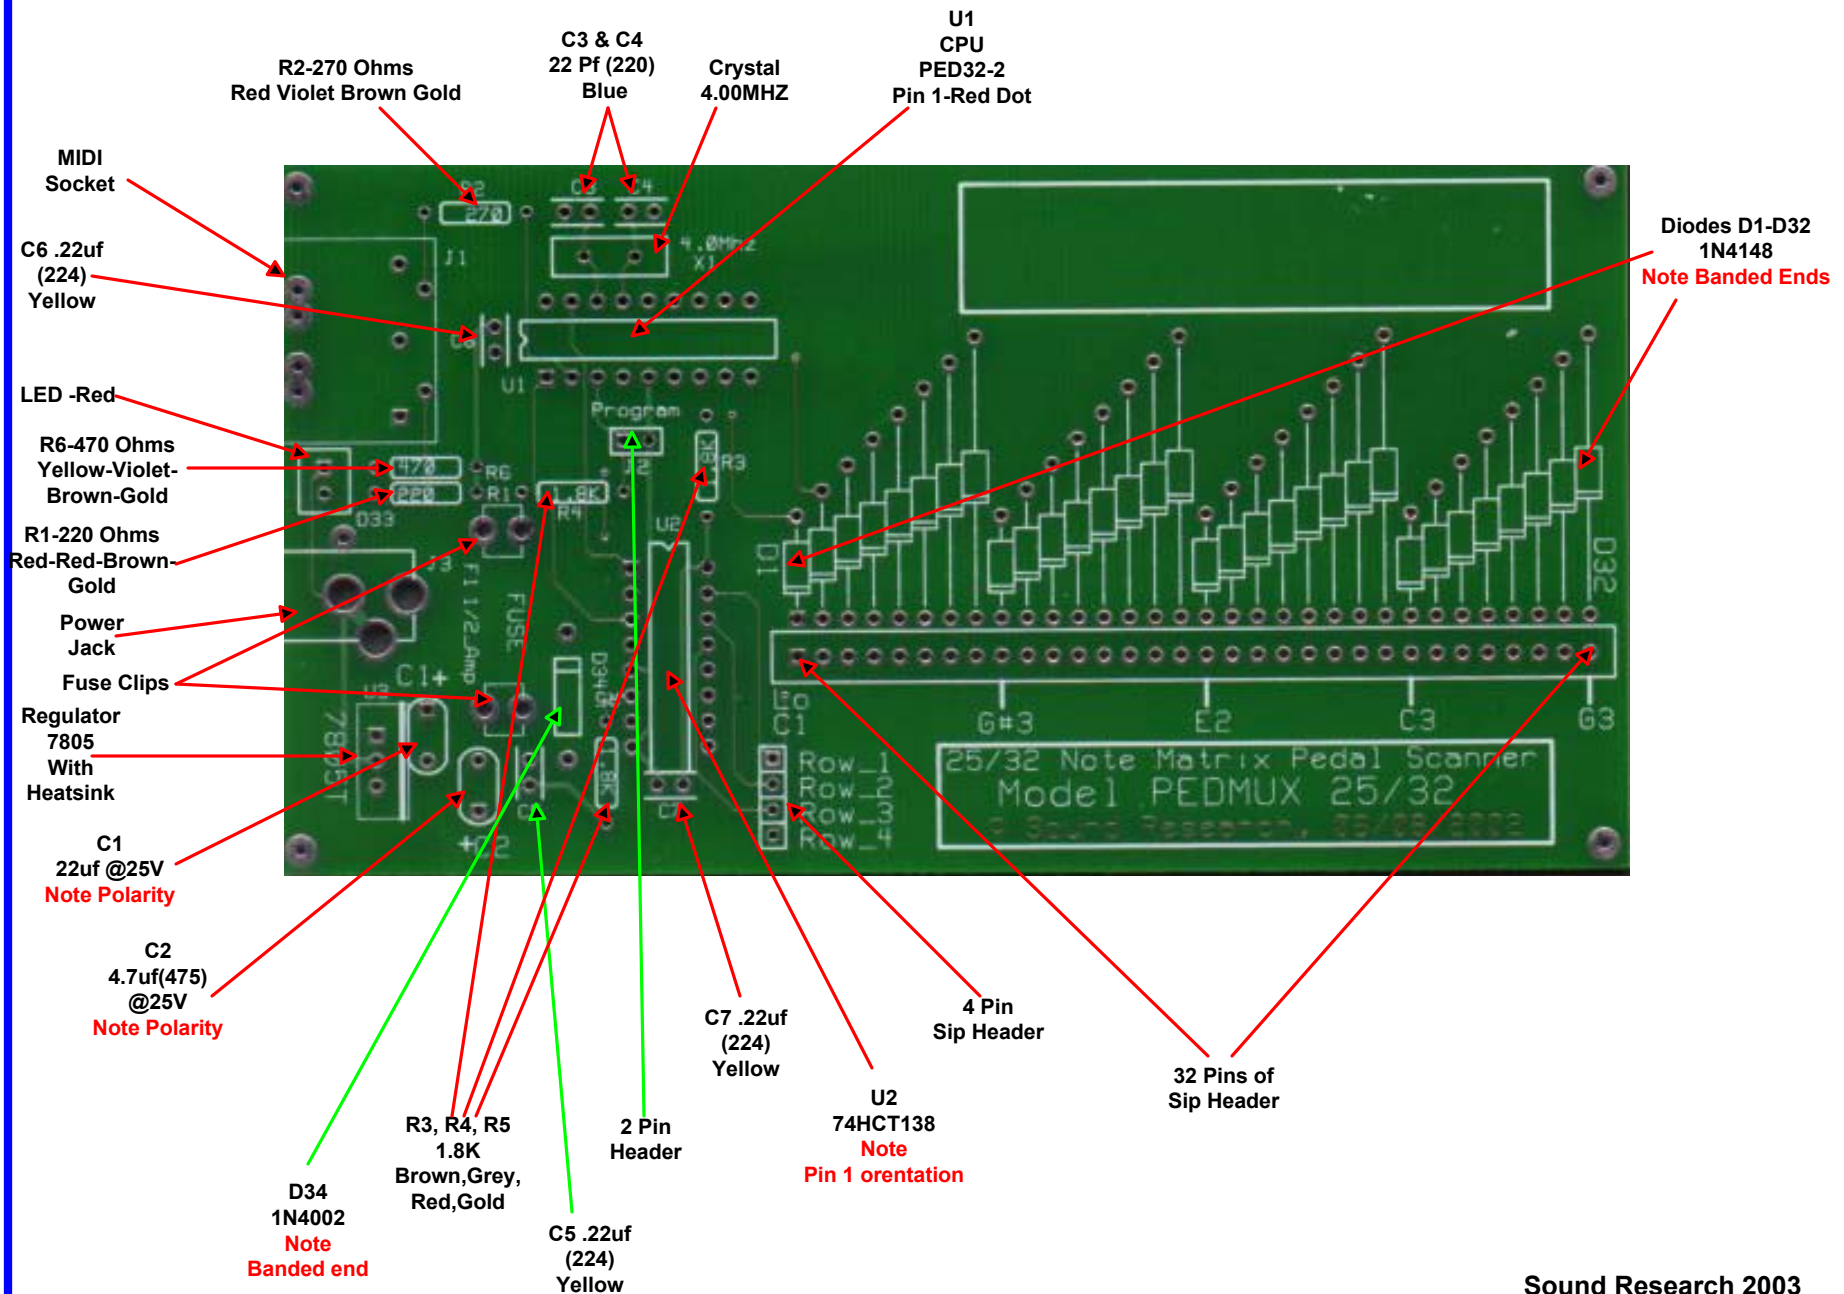 U1
CPU
PED32-2
Pin 1-Red Dot
C3 & C4
22 Pf (220)
Blue
R2-270 Ohms
Red Violet Brown Gold
Crystal
4.00MHZ
MIDI
Socket
C6 .22uf
(224)
Yellow
LED -Red
R6-470 Ohms
Yellow-Violet-
Brown-Gold
R1-220 Ohms
Red-Red-Brown-
Gold
Power
Jack
Fuse Clips
Regulator
7805
With
Heatsink
C1
22uf @25V
Note Polarity
C2
4.7uf(475)
@25V
Note Polarity
Diodes D1-D32
1N4148
Note Banded Ends
270
4.0Mhz
X1
J1
U1
Program
R3
470
R6
220
R1
1.8K
R4
D33
U2
D1
D32
F1 1/2_Amp
FUSE
C1+
+C2
Lo
C1
G#3
E2
C3
G3
Row_1
Row_2
Row_3
Row_4
25/32 Note Matrix Pedal Scanner
Model PEDMUX 25/32
D34
1N4002
Note
Banded end
R3, R4, R5
1.8K
Brown,Grey,
Red,Gold
C5 .22uf
(224)
Yellow
2 Pin
Header
C7 .22uf
(224)
Yellow
U2
74HCT138
Note
Pin 1 orentation
4 Pin
Sip Header
32 Pins of
Sip Header
Sound Research 2003